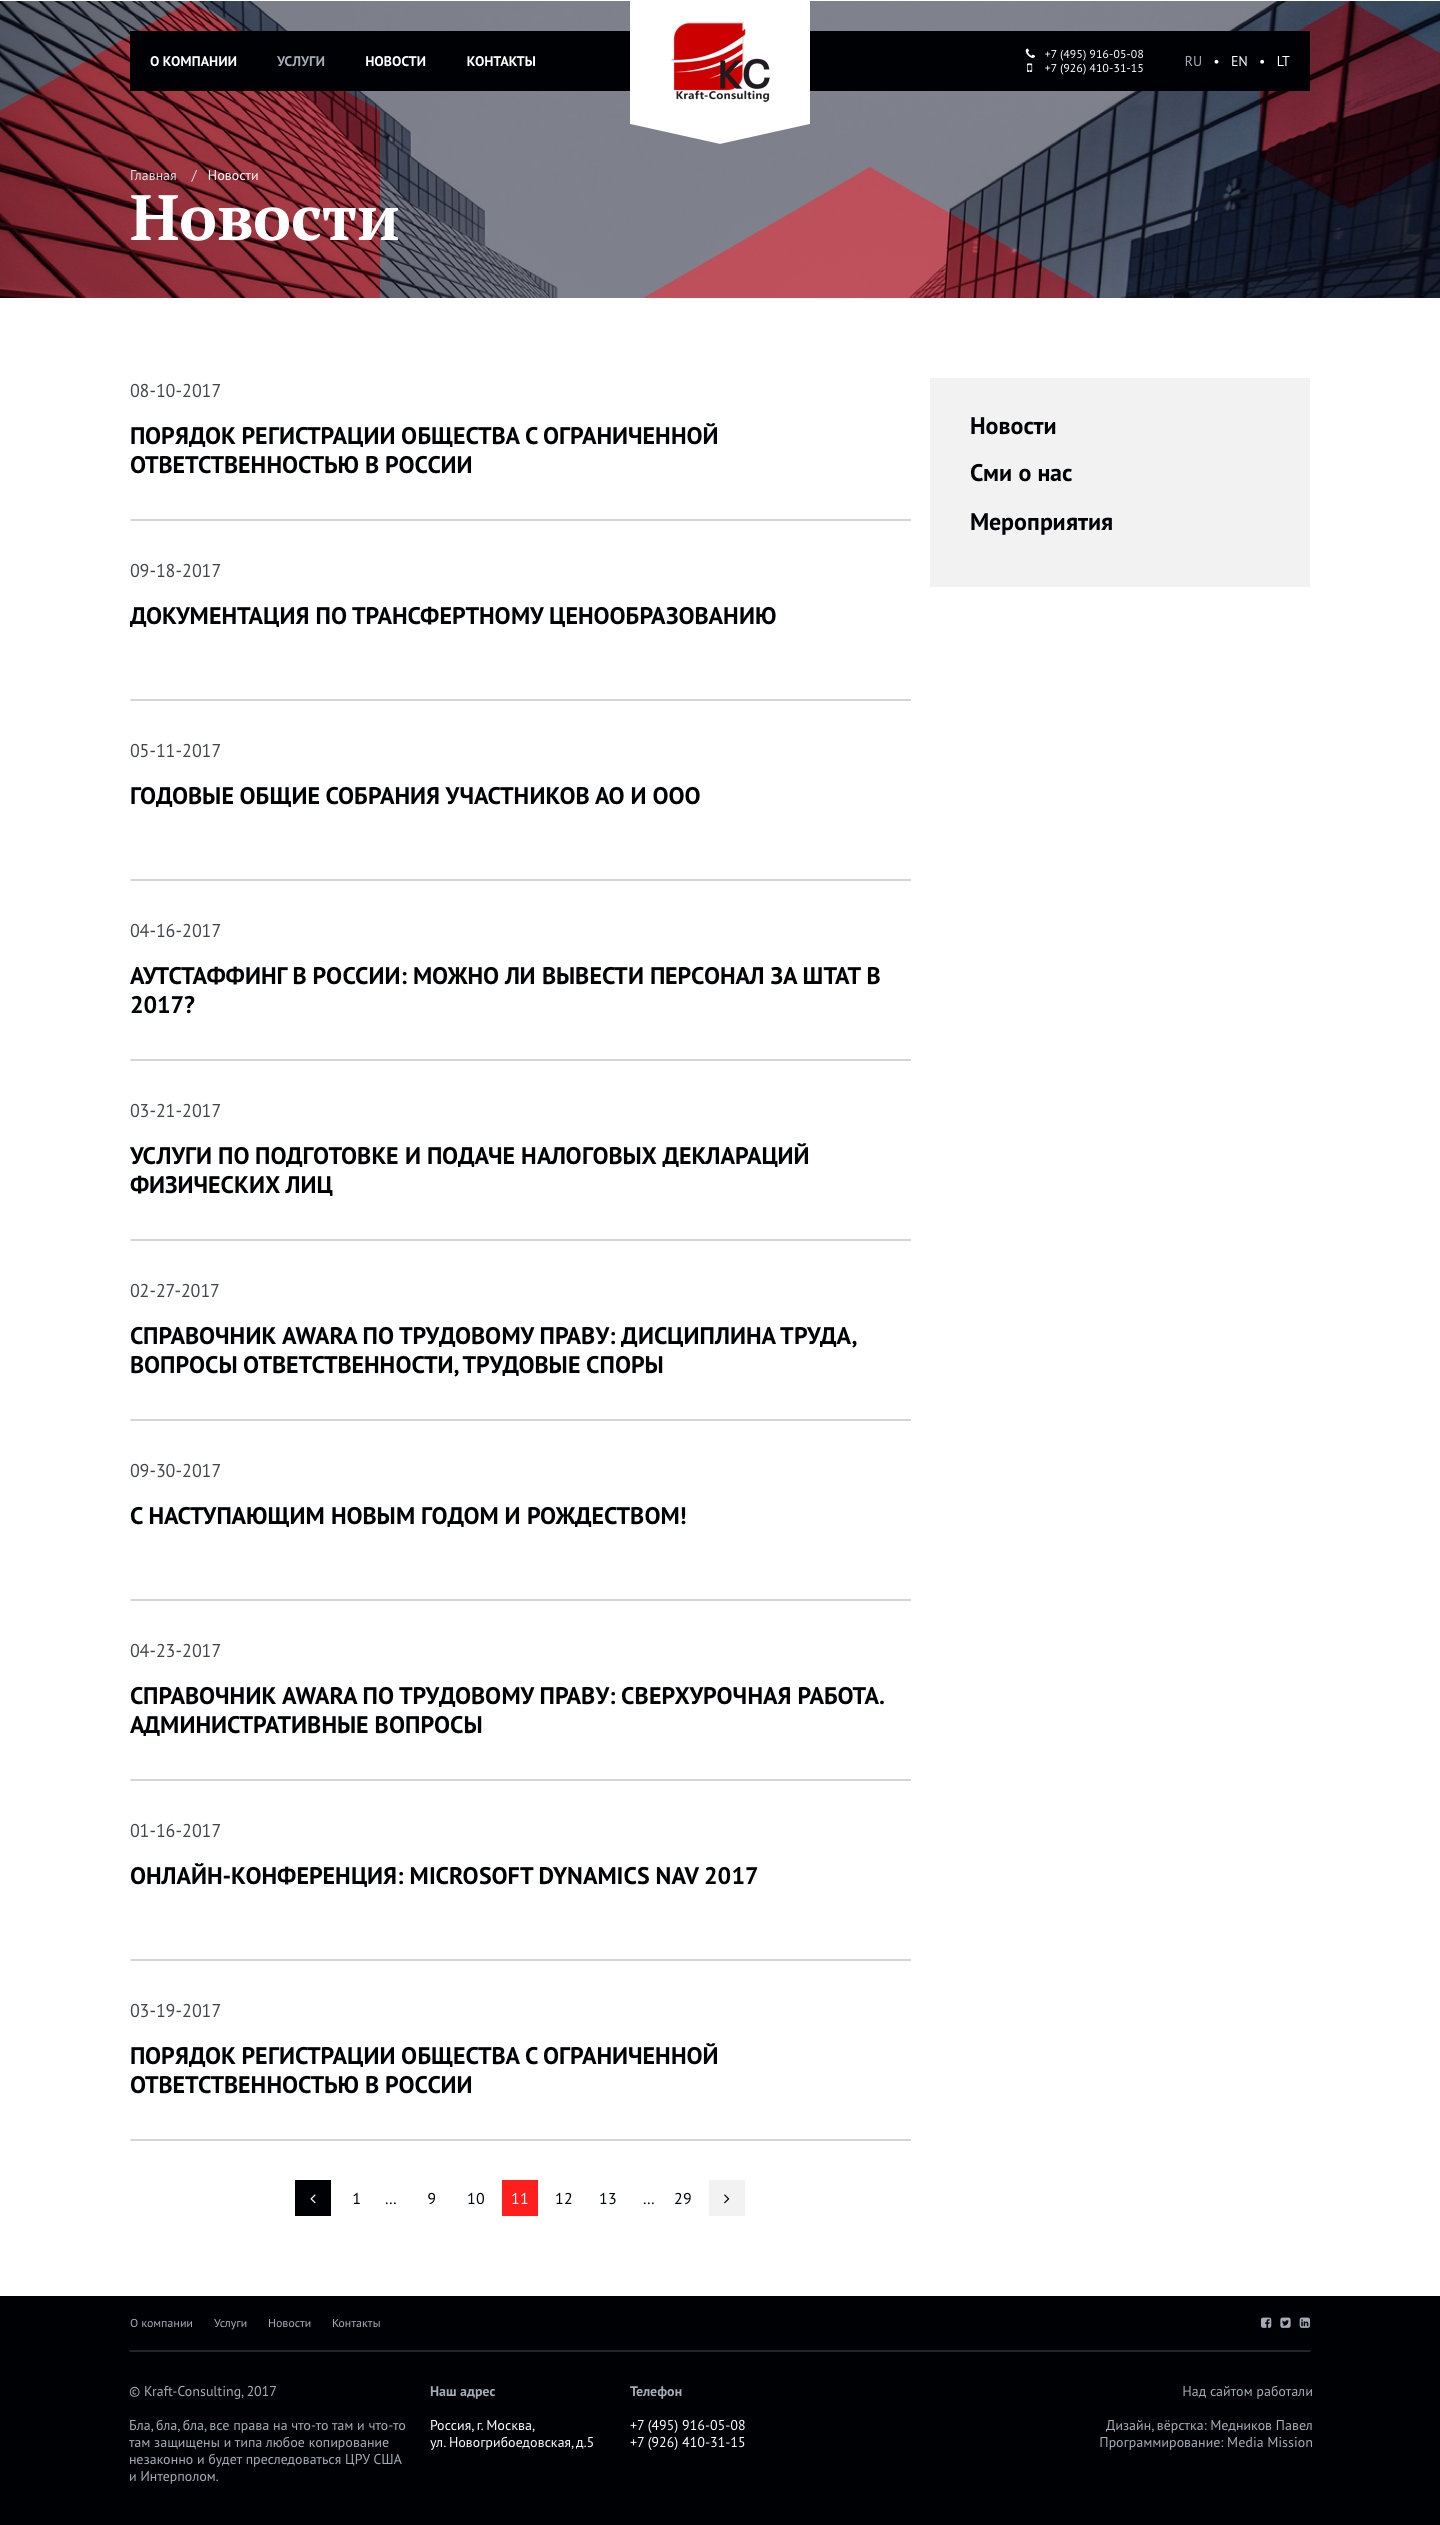 О КОМПАНИИ УСЛУГИ НОВОСТИ КОНТАКТЫ
KC
Kraft-Consulting
+7 (495) 916-05-08
+7 (926) 410-31-15
RU • EN • LT
Главная / Новости
Новости
08-10-2017
ПОРЯДОК РЕГИСТРАЦИИ ОБЩЕСТВА С ОГРАНИЧЕННОЙ
ОТВЕТСТВЕННОСТЬЮ В РОССИИ
09-18-2017
ДОКУМЕНТАЦИЯ ПО ТРАНСФЕРТНОМУ ЦЕНООБРАЗОВАНИЮ
05-11-2017
ГОДОВЫЕ ОБЩИЕ СОБРАНИЯ УЧАСТНИКОВ АО И ООО
04-16-2017
АУТСТАФФИНГ В РОССИИ: МОЖНО ЛИ ВЫВЕСТИ ПЕРСОНАЛ ЗА ШТАТ В
2017?
03-21-2017
УСЛУГИ ПО ПОДГОТОВКЕ И ПОДАЧЕ НАЛОГОВЫХ ДЕКЛАРАЦИЙ
ФИЗИЧЕСКИХ ЛИЦ
02-27-2017
СПРАВОЧНИК AWARA ПО ТРУДОВОМУ ПРАВУ: ДИСЦИПЛИНА ТРУДА,
ВОПРОСЫ ОТВЕТСТВЕННОСТИ, ТРУДОВЫЕ СПОРЫ
09-30-2017
С НАСТУПАЮЩИМ НОВЫМ ГОДОМ И РОЖДЕСТВОМ!
04-23-2017
СПРАВОЧНИК AWARA ПО ТРУДОВОМУ ПРАВУ: СВЕРХУРОЧНАЯ РАБОТА.
АДМИНИСТРАТИВНЫЕ ВОПРОСЫ
01-16-2017
ОНЛАЙН-КОНФЕРЕНЦИЯ: MICROSOFT DYNAMICS NAV 2017
03-19-2017
ПОРЯДОК РЕГИСТРАЦИИ ОБЩЕСТВА С ОГРАНИЧЕННОЙ
ОТВЕТСТВЕННОСТЬЮ В РОССИИ
1 ... 9 10 11 12 13 ... 29
Новости
Сми о нас
Мероприятия
О компании Услуги Новости Контакты
© Kraft-Consulting, 2017
Бла, бла, бла, все права на что-то там и что-то
там защищены и типа любое копирование
незаконно и будет преследоваться ЦРУ США
и Интерполом.
Наш адрес
Россия, г. Москва,
ул. Новогрибоедовская, д.5
Телефон
+7 (495) 916-05-08
+7 (926) 410-31-15
Над сайтом работали
Дизайн, вёрстка: Медников Павел
Программирование: Media Mission